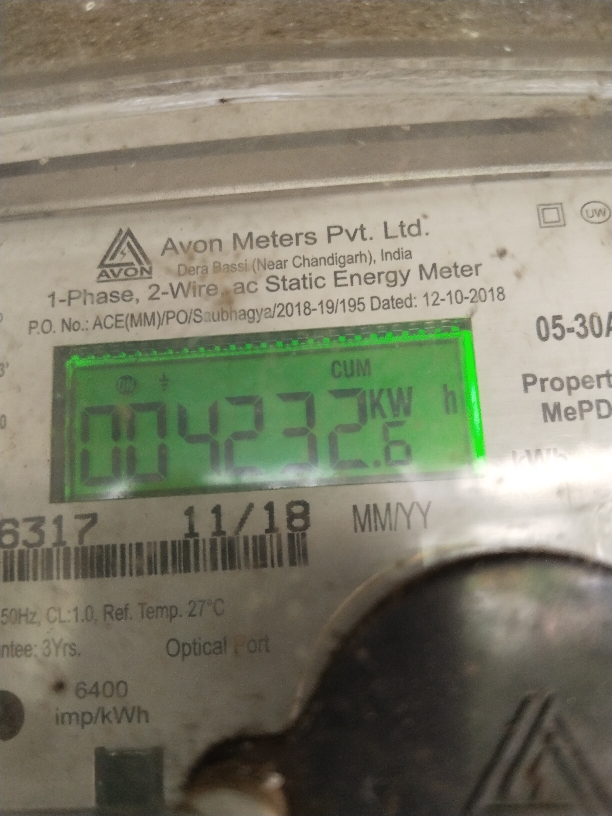 UW
AVON
Avon Meters Pvt. Ltd.
Dera Bassi (Near Chandigarh), India
1-Phase, 2-Wire, ac Static Energy Meter
P.O. No.: ACE(MM)/PO/Saubhagya/2018-19/195 Dated: 12-10-2018
05-30A
Propert
MePD
CUM
004232.6 KW h
kWh
6317 11/18 MM/YY
50Hz, CL:1.0, Ref. Temp. 27°C
ntee: 3Yrs. Optical Port
6400
imp/kWh